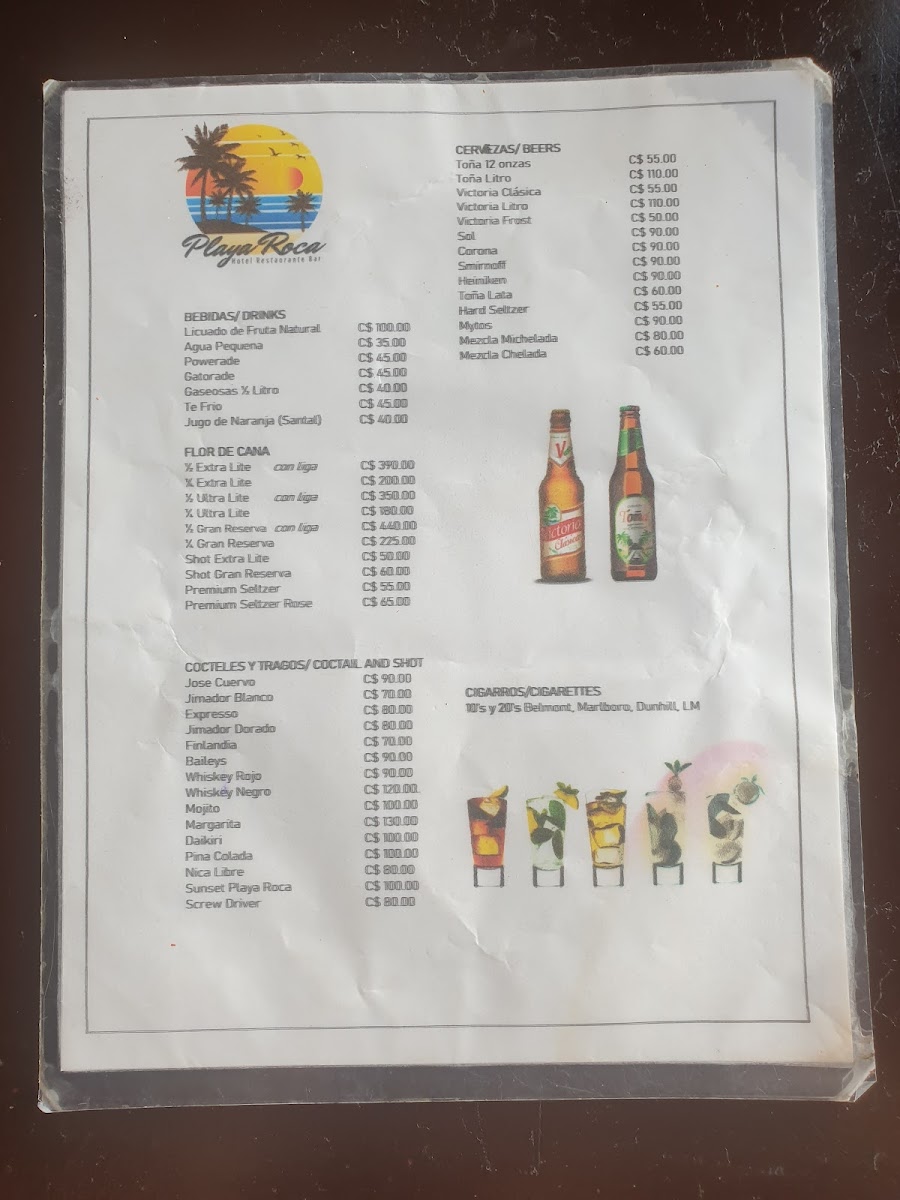 Playa Roca
Hotel Restaurante Bar
BEBIDAS/ DRINKS
Licuado de Fruta Natural C$ 100.00
Agua Pequena C$ 35.00
Powerade C$ 45.00
Gatorade C$ 45.00
Gaseosas ½ Litro C$ 40.00
Te Frio C$ 45.00
Jugo de Naranja (Santal) C$ 40.00
FLOR DE CANA
½ Extra Lite con liga C$ 390.00
¼ Extra Lite C$ 200.00
½ Ultra Lite con liga C$ 350.00
¼ Ultra Lite C$ 180.00
½ Gran Reserva con liga C$ 440.00
¼ Gran Reserva C$ 225.00
Shot Extra Lite C$ 50.00
Shot Gran Reserva C$ 60.00
Premium Seltzer C$ 55.00
Premium Seltzer Rose C$ 65.00
COCTELES Y TRAGOS/ COCTAIL AND SHOT
Jose Cuervo C$ 90.00
Jimador Blanco C$ 70.00
Expresso C$ 80.00
Jimador Dorado C$ 80.00
Finlandia C$ 70.00
Baileys C$ 90.00
Whiskey Rojo C$ 90.00
Whiskey Negro C$ 120.00.
Mojito C$ 100.00
Margarita C$ 130.00
Daikiri C$ 100.00
Pina Colada C$ 100.00
Nica Libre C$ 80.00
Sunset Playa Roca C$ 100.00
Screw Driver C$ 80.00
CERVEZAS/ BEERS
Toña 12 onzas C$ 55.00
Toña Litro C$ 110.00
Victoria Clásica C$ 55.00
Victoria Litro C$ 110.00
Victoria Frost C$ 50.00
Sol C$ 90.00
Corona C$ 90.00
Smirnoff C$ 90.00
Heiniken C$ 90.00
Toña Lata C$ 60.00
Hard Seltzer C$ 55.00
Mytos C$ 90.00
Mezcla Michelada C$ 80.00
Mezcla Chelada C$ 60.00
V
Victoria
Clásica
Toña
CIGARROS/CIGARETTES
10's y 20's Belmont, Marlboro, Dunhill, LM